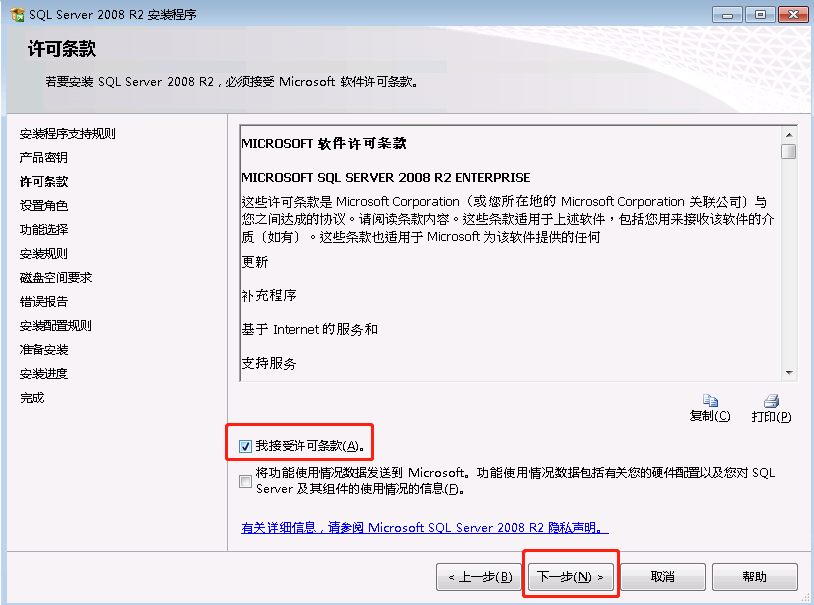 SQL Server 2008 R2 安装程序
许可条款
若要安装 SQL Server 2008 R2，必须接受 Microsoft 软件许可条款。
安装程序支持规则
产品密钥
许可条款
设置角色
功能选择
安装规则
磁盘空间要求
错误报告
安装配置规则
准备安装
安装进度
完成
MICROSOFT 软件许可条款
MICROSOFT SQL SERVER 2008 R2 ENTERPRISE
这些许可条款是 Microsoft Corporation（或您所在地的 Microsoft Corporation 关联公司）与
您之间达成的协议。请阅读条款内容。这些条款适用于上述软件，包括您用来接收该软件的介
质（如有）。这些条款也适用于 Microsoft 为该软件提供的任何
更新
补充程序
基于 Internet 的服务和
支持服务
复制(C)
打印(P)
我接受许可条款(A)。
将功能使用情况数据发送到 Microsoft。功能使用情况数据包括有关您的硬件配置以及您对 SQL
Server 及其组件的使用情况的信息(F)。
有关详细信息，请参阅 Microsoft SQL Server 2008 R2 隐私声明。
< 上一步(B)
下一步(N) >
取消
帮助